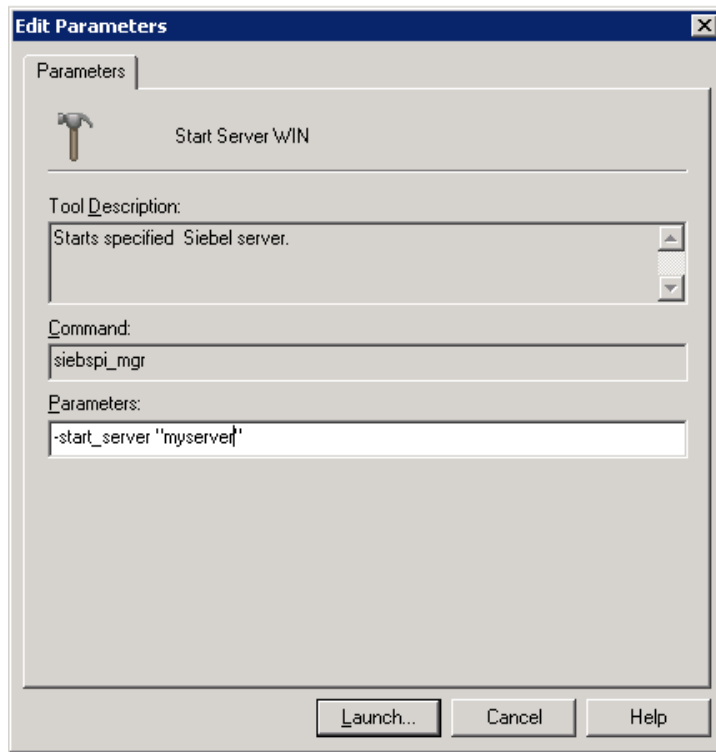 Edit Parameters
Parameters
Start Server WIN
Tool Description:
Starts specified  Siebel server.
Command:
siebspi_mgr
Parameters:
-start_server "myserver"
Launch... Cancel Help